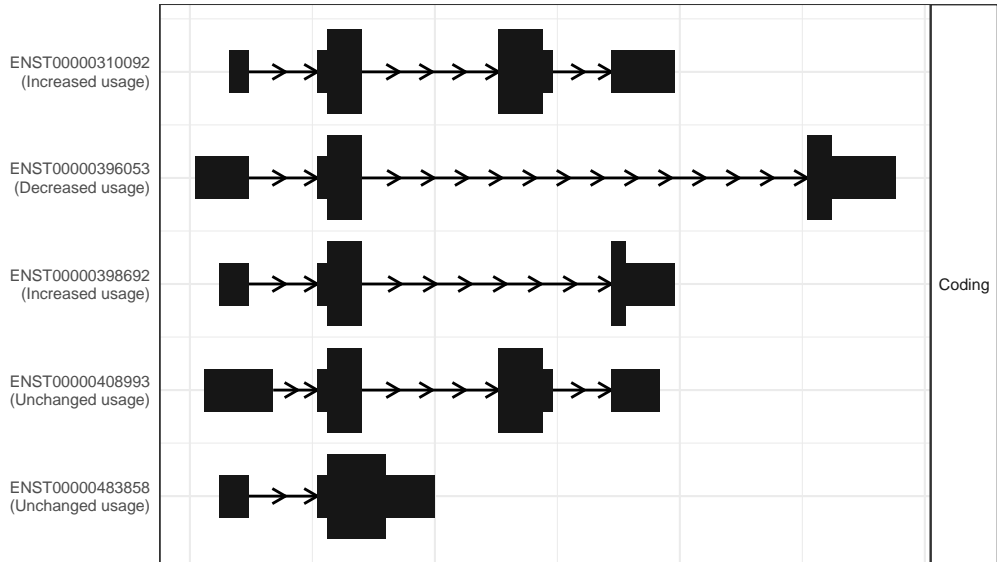 ENST00000310092
(Increased usage)
ENST00000396053
(Decreased usage)
ENST00000398692
(Increased usage)
Coding
ENST00000408993
(Unchanged usage)
ENST00000483858
(Unchanged usage)